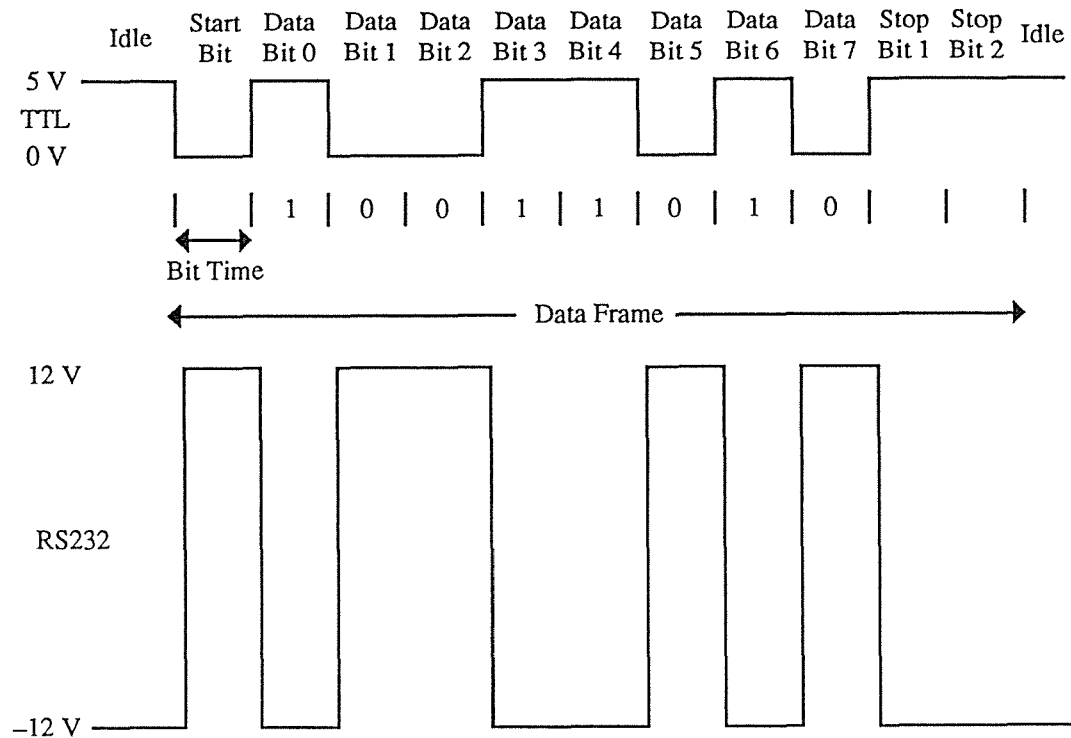 Idle Start Data Data Data Data Data Data Data Data Stop Stop Idle
Bit Bit 0 Bit 1 Bit 2 Bit 3 Bit 4 Bit 5 Bit 6 Bit 7 Bit 1 Bit 2
5 V
TTL
0 V
| | 1 | 0 | 0 | 1 | 1 | 0 | 1 | 0 | | |
Bit Time
Data Frame
12 V
RS232
–12 V